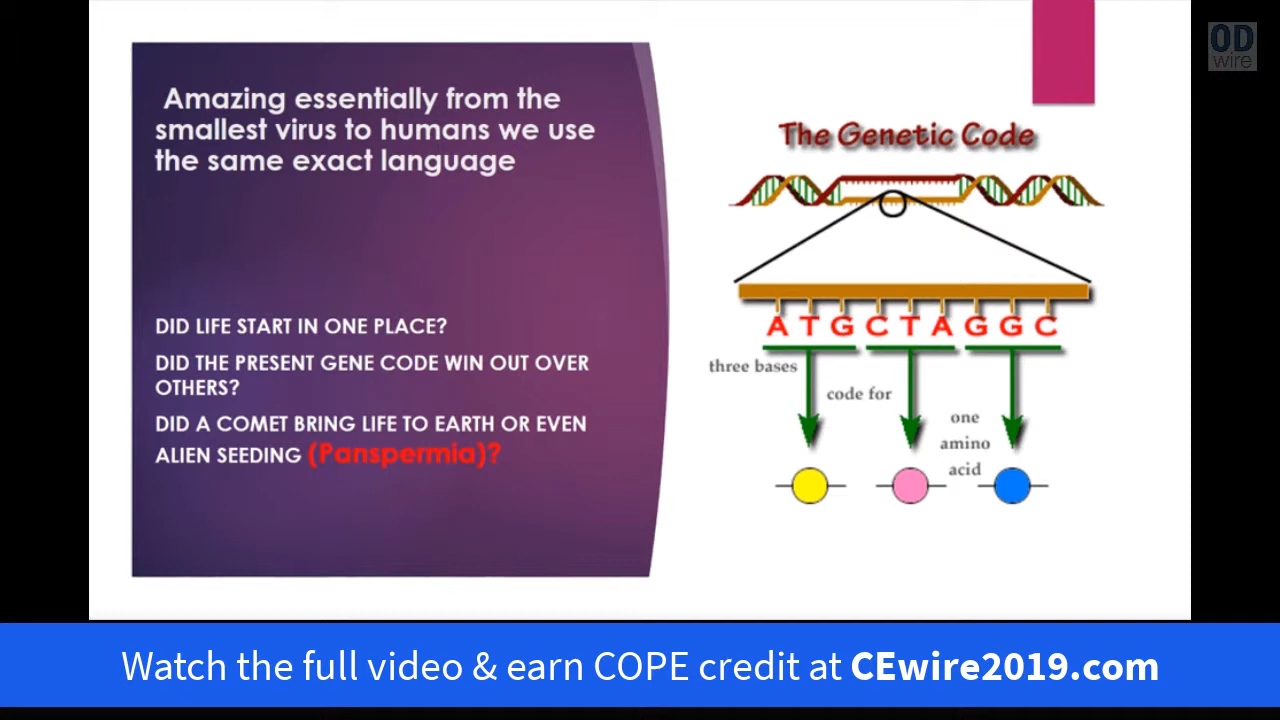 OD
wire
Amazing essentially from the
smallest virus to humans we use
the same exact language
DID LIFE START IN ONE PLACE?
DID THE PRESENT GENE CODE WIN OUT OVER
OTHERS?
DID A COMET BRING LIFE TO EARTH OR EVEN
ALIEN SEEDING (Panspermia)?
The Genetic Code
A T G C T A G G C
three bases
code for
one
amino
acid
Watch the full video & earn COPE credit at CEwire2019.com